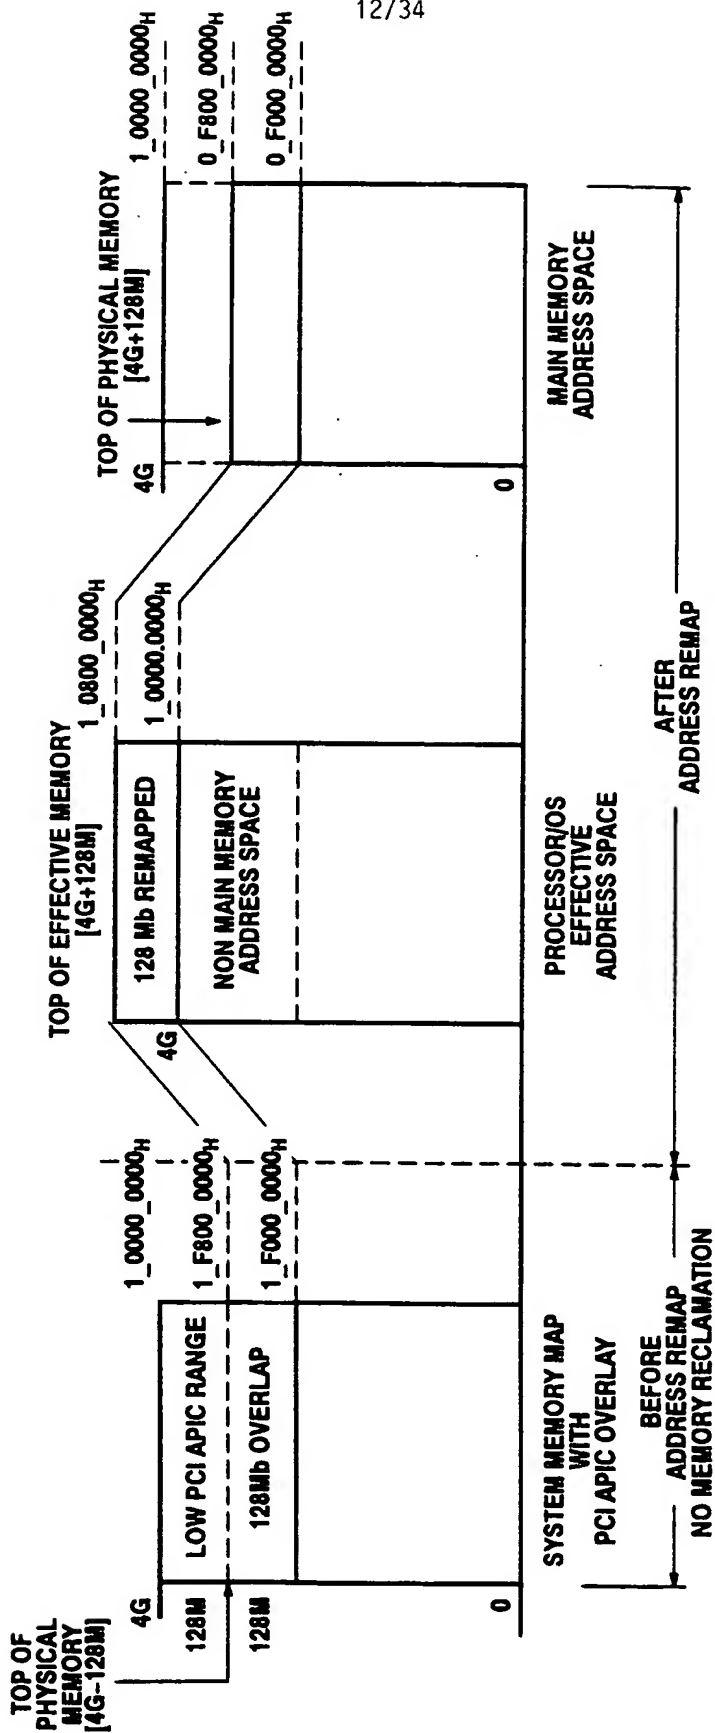 12/34
TOP OF
PHYSICAL
MEMORY
[4G–128M]
4G
128M
128M
0
LOW PCI APIC RANGE
128Mb OVERLAP
1_0000_0000H
1_F800_0000H
1_F000_0000H
SYSTEM MEMORY MAP
WITH
PCI APIC OVERLAY
BEFORE
ADDRESS REMAP
NO MEMORY RECLAMATION
TOP OF EFFECTIVE MEMORY
[4G+128M]
4G
128 Mb REMAPPED
NON MAIN MEMORY
ADDRESS SPACE
1_0800_0000H
1_0000.0000H
PROCESSOR/OS
EFFECTIVE
ADDRESS SPACE
TOP OF PHYSICAL MEMORY
[4G+128M]
4G
0
1_0000_0000H
0_F800_0000H
0_F000_0000H
MAIN MEMORY
ADDRESS SPACE
AFTER
ADDRESS REMAP